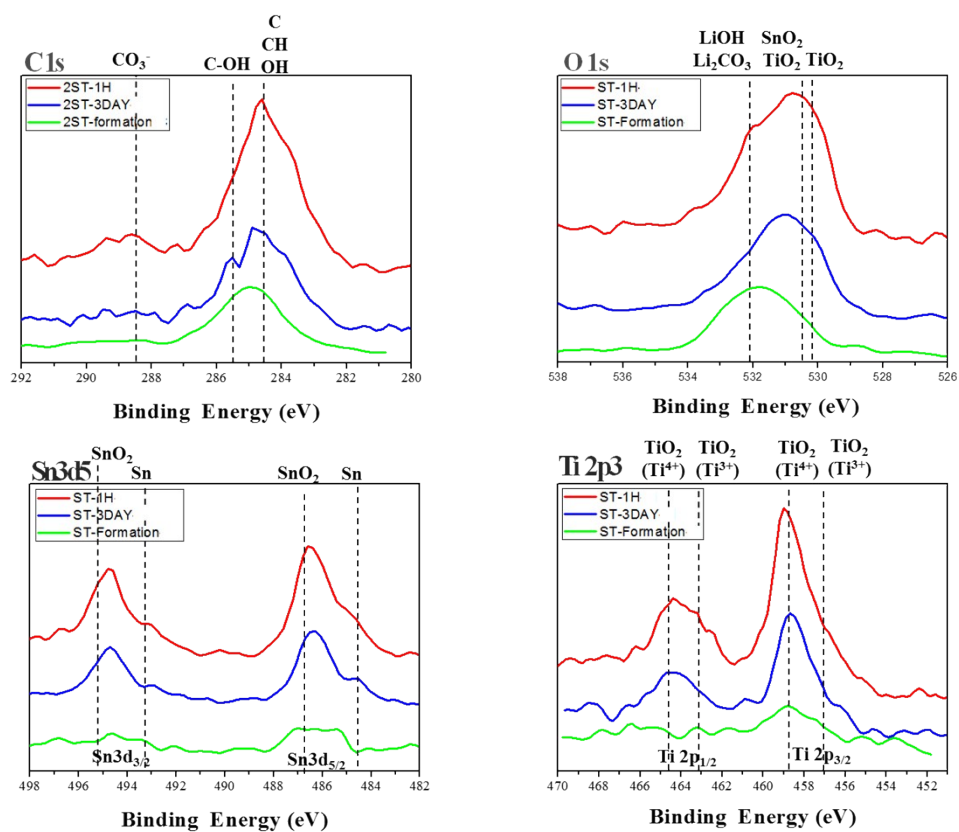 C1s
CO₃⁻
C-OH
C
CH
OH
2ST-1H
2ST-3DAY
2ST-formation
292 290 288 286 284 282 280
Binding Energy (eV)
O1s
LiOH SnO₂
Li₂CO₃ TiO₂ TiO₂
ST-1H
ST-3DAY
ST-Formation
538 536 534 532 530 528 526
Binding Energy (eV)
Sn3d5
SnO₂ Sn SnO₂ Sn
ST-1H
ST-3DAY
ST-Formation
Sn3d₃/₂ Sn3d₅/₂
498 496 494 492 490 488 486 484 482
Binding Energy (eV)
Ti 2p3
TiO₂ TiO₂ TiO₂ TiO₂
(Ti⁴⁺) (Ti³⁺) (Ti⁴⁺) (Ti³⁺)
ST-1H
ST-3DAY
ST-Formation
Ti 2p₁/₂ Ti 2p₃/₂
470 468 466 464 462 460 458 456 454 452
Binding Energy (eV)